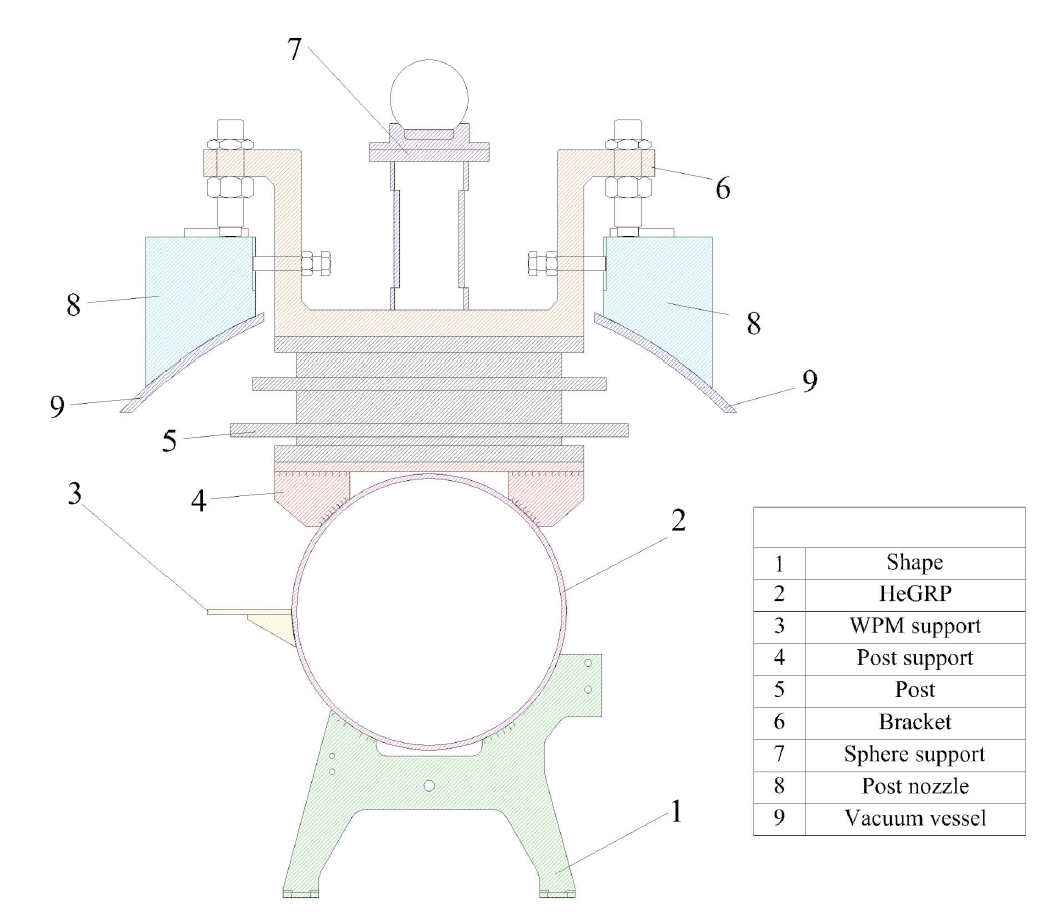 7
6
8
8
9
9
5
4
3
2
1
1 Shape
2 HeGRP
3 WPM support
4 Post support
5 Post
6 Bracket
7 Sphere support
8 Post nozzle
9 Vacuum vessel